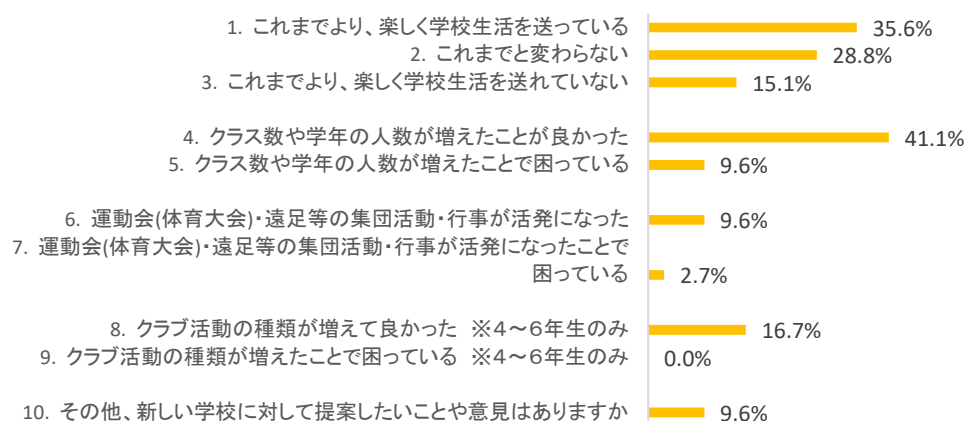 1. これまでより、楽しく学校生活を送っている 35.6%
2. これまでと変わらない 28.8%
3. これまでより、楽しく学校生活を送れていない 15.1%
4. クラス数や学年の人数が増えたことが良かった 41.1%
5. クラス数や学年の人数が増えたことで困っている 9.6%
6. 運動会(体育大会)・遠足等の集団活動・行事が活発になった 9.6%
7. 運動会(体育大会)・遠足等の集団活動・行事が活発になったことで
困っている 2.7%
8. クラブ活動の種類が増えて良かった ※4～6年生のみ 16.7%
9. クラブ活動の種類が増えたことで困っている ※4～6年生のみ 0.0%
10. その他、新しい学校に対して提案したいことや意見はありますか 9.6%